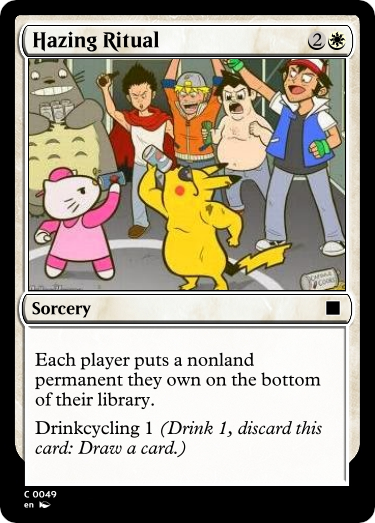 Hazing Ritual 2
Sorcery
Each player puts a nonland
permanent they own on the bottom
of their library.
Drinkcycling 1 (Drink 1, discard this
card: Draw a card.)
C 0049
en